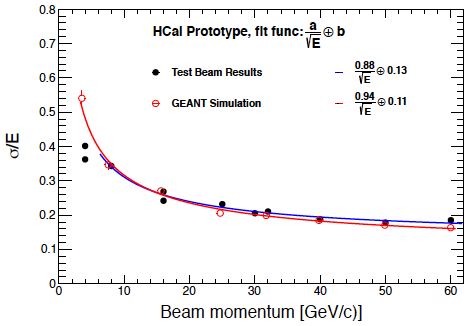 HCal Prototype, fit func: a/√E ⊕ b
Test Beam Results
0.88/√E ⊕ 0.13
GEANT Simulation
0.94/√E ⊕ 0.11
σ/E
0.8
0.7
0.6
0.5
0.4
0.3
0.2
0.1
0
0 10 20 30 40 50 60
Beam momentum [GeV/c)]